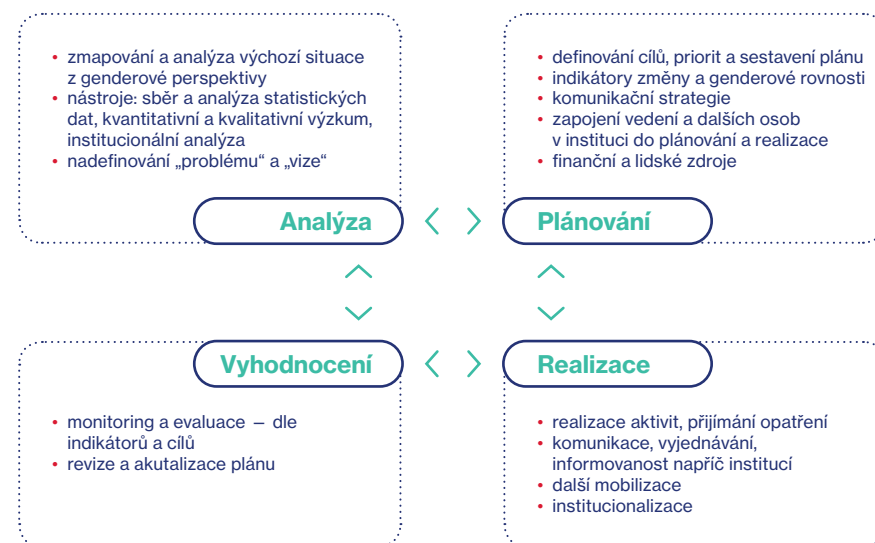 • zmapování a analýza výchozí situace
z genderové perspektivy
• nástroje: sběr a analýza statistických
dat, kvantitativní a kvalitativní výzkum,
institucionální analýza
• nadefinování „problému“ a „vize“
Analýza
• definování cílů, priorit a sestavení plánu
• indikátory změny a genderové rovnosti
• komunikační strategie
• zapojení vedení a dalších osob
v instituci do plánování a realizace
• finanční a lidské zdroje
Plánování
Vyhodnocení
• monitoring a evaluace — dle
indikátorů a cílů
• revize a akutalizace plánu
Realizace
• realizace aktivit, přijímání opatření
• komunikace, vyjednávání,
informovanost napříč institucí
• další mobilizace
• institucionalizace